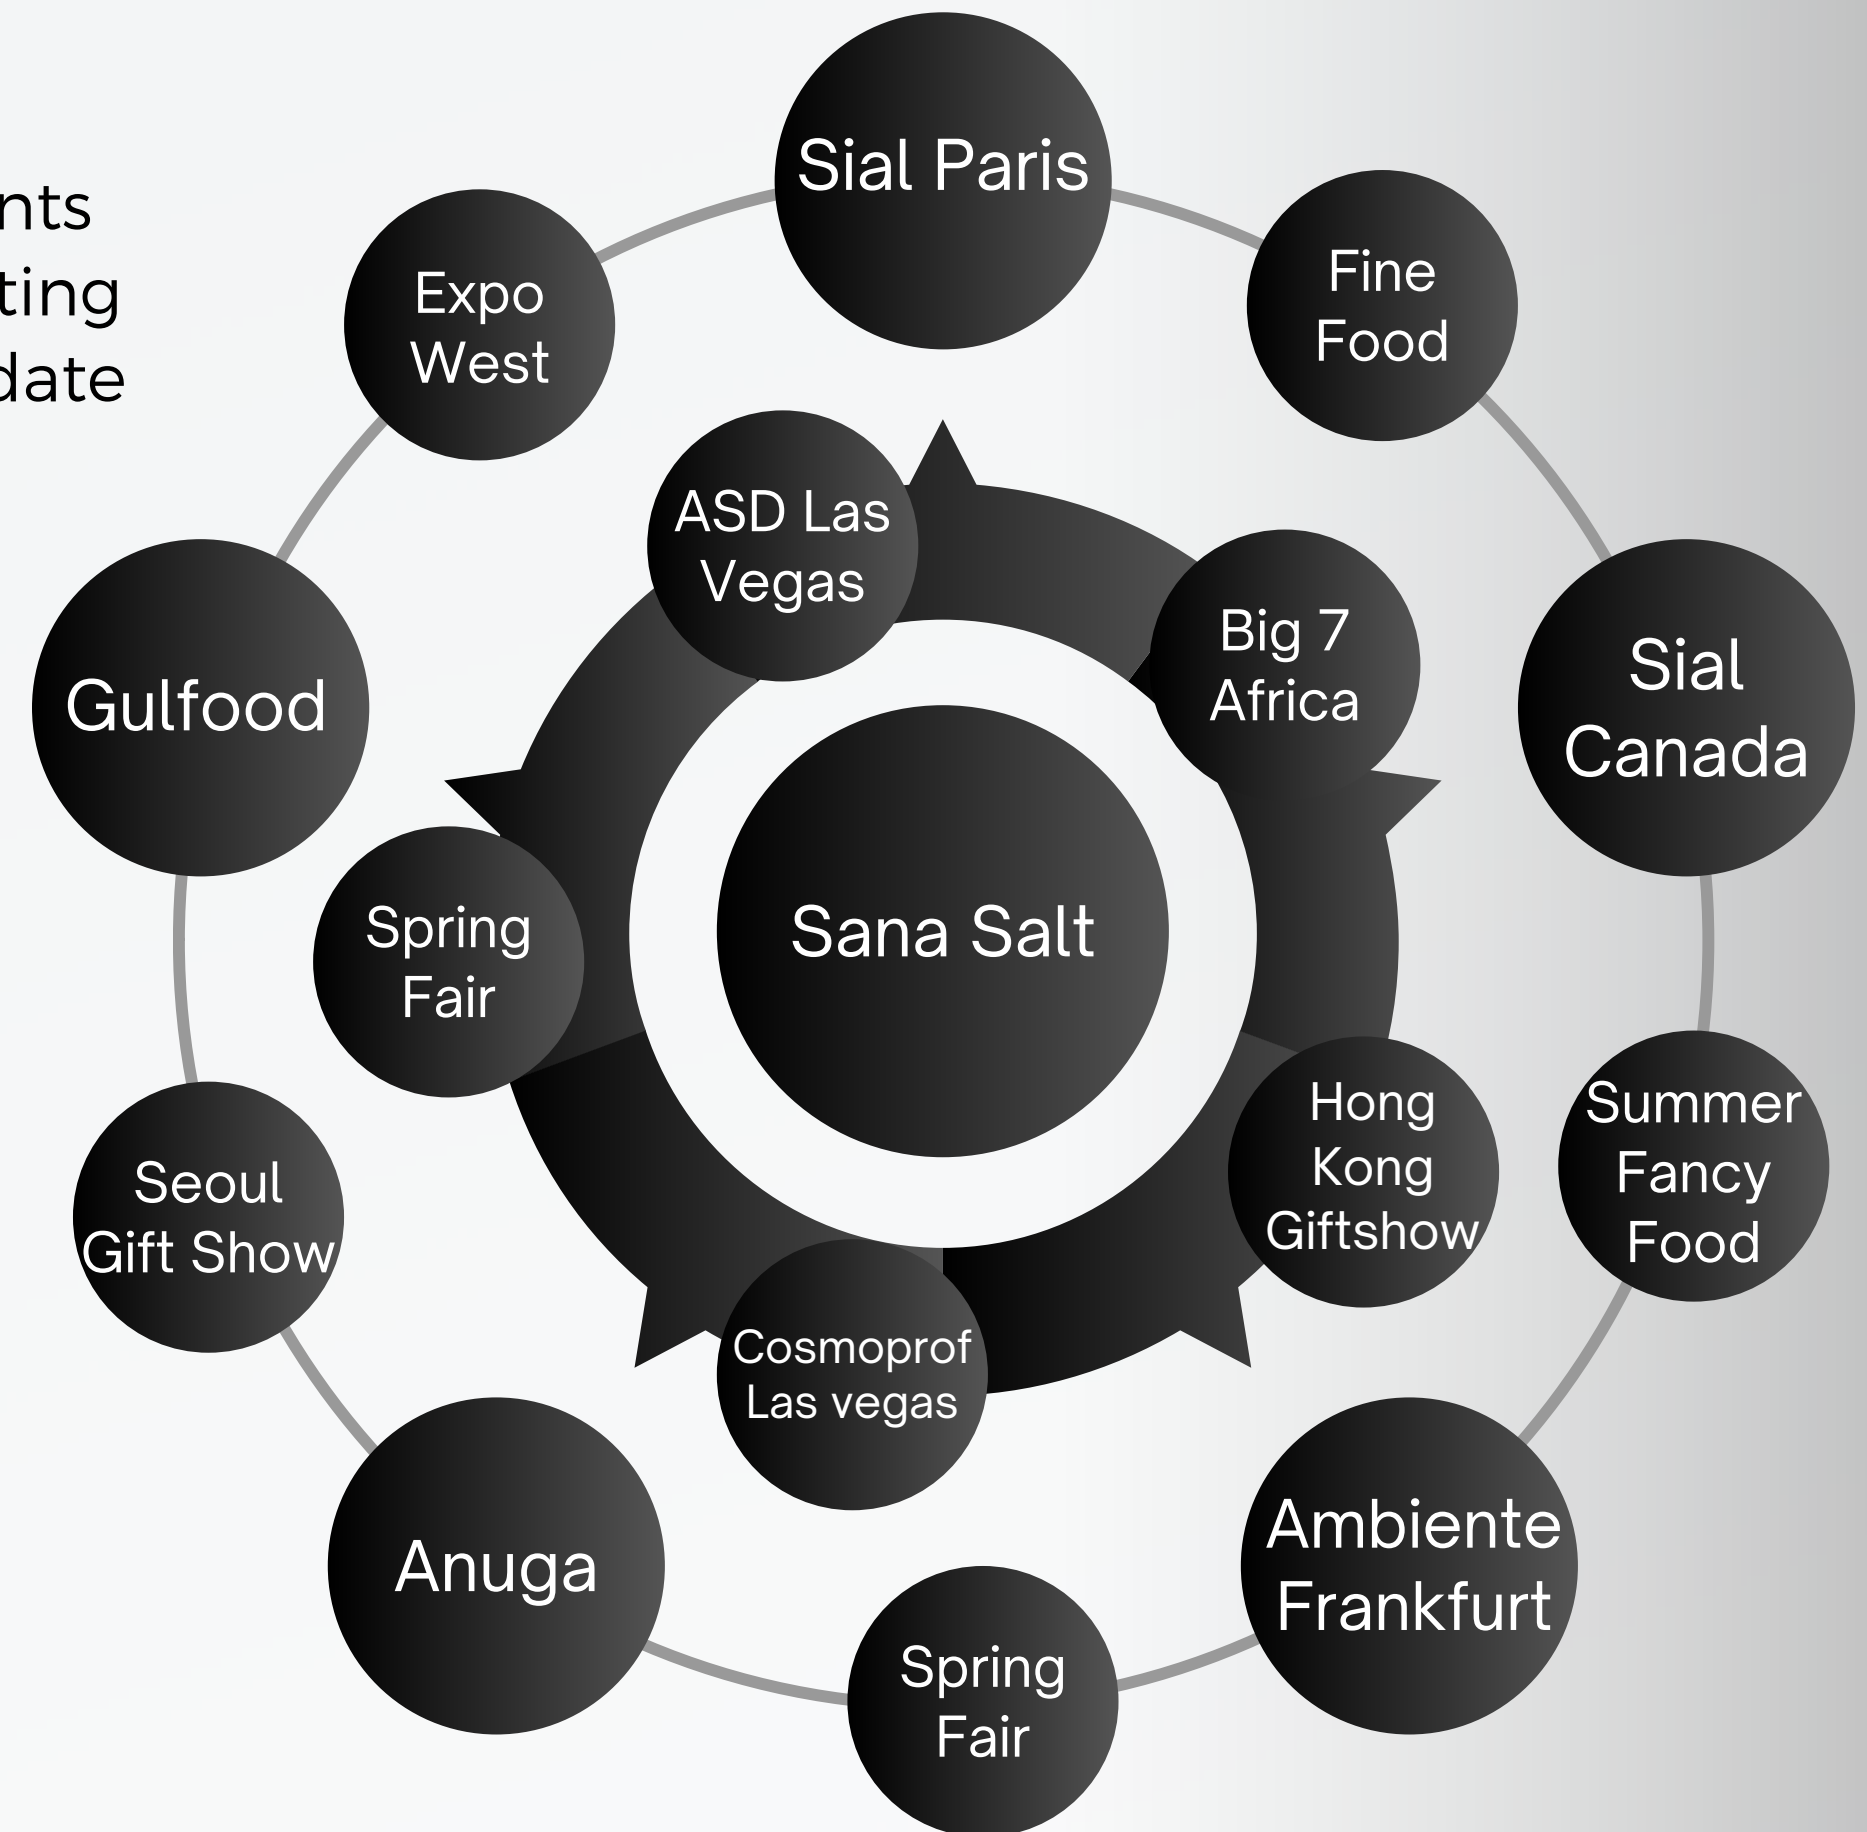 nts
ting
date
Sial Paris
Expo
West
Fine
Food
ASD Las
Vegas
Big 7
Africa
Gulfood
Sial
Canada
Spring
Fair
Sana Salt
Hong
Kong
Giftshow
Summer
Fancy
Food
Seoul
Gift Show
Cosmoprof
Las vegas
Anuga
Ambiente
Frankfurt
Spring
Fair